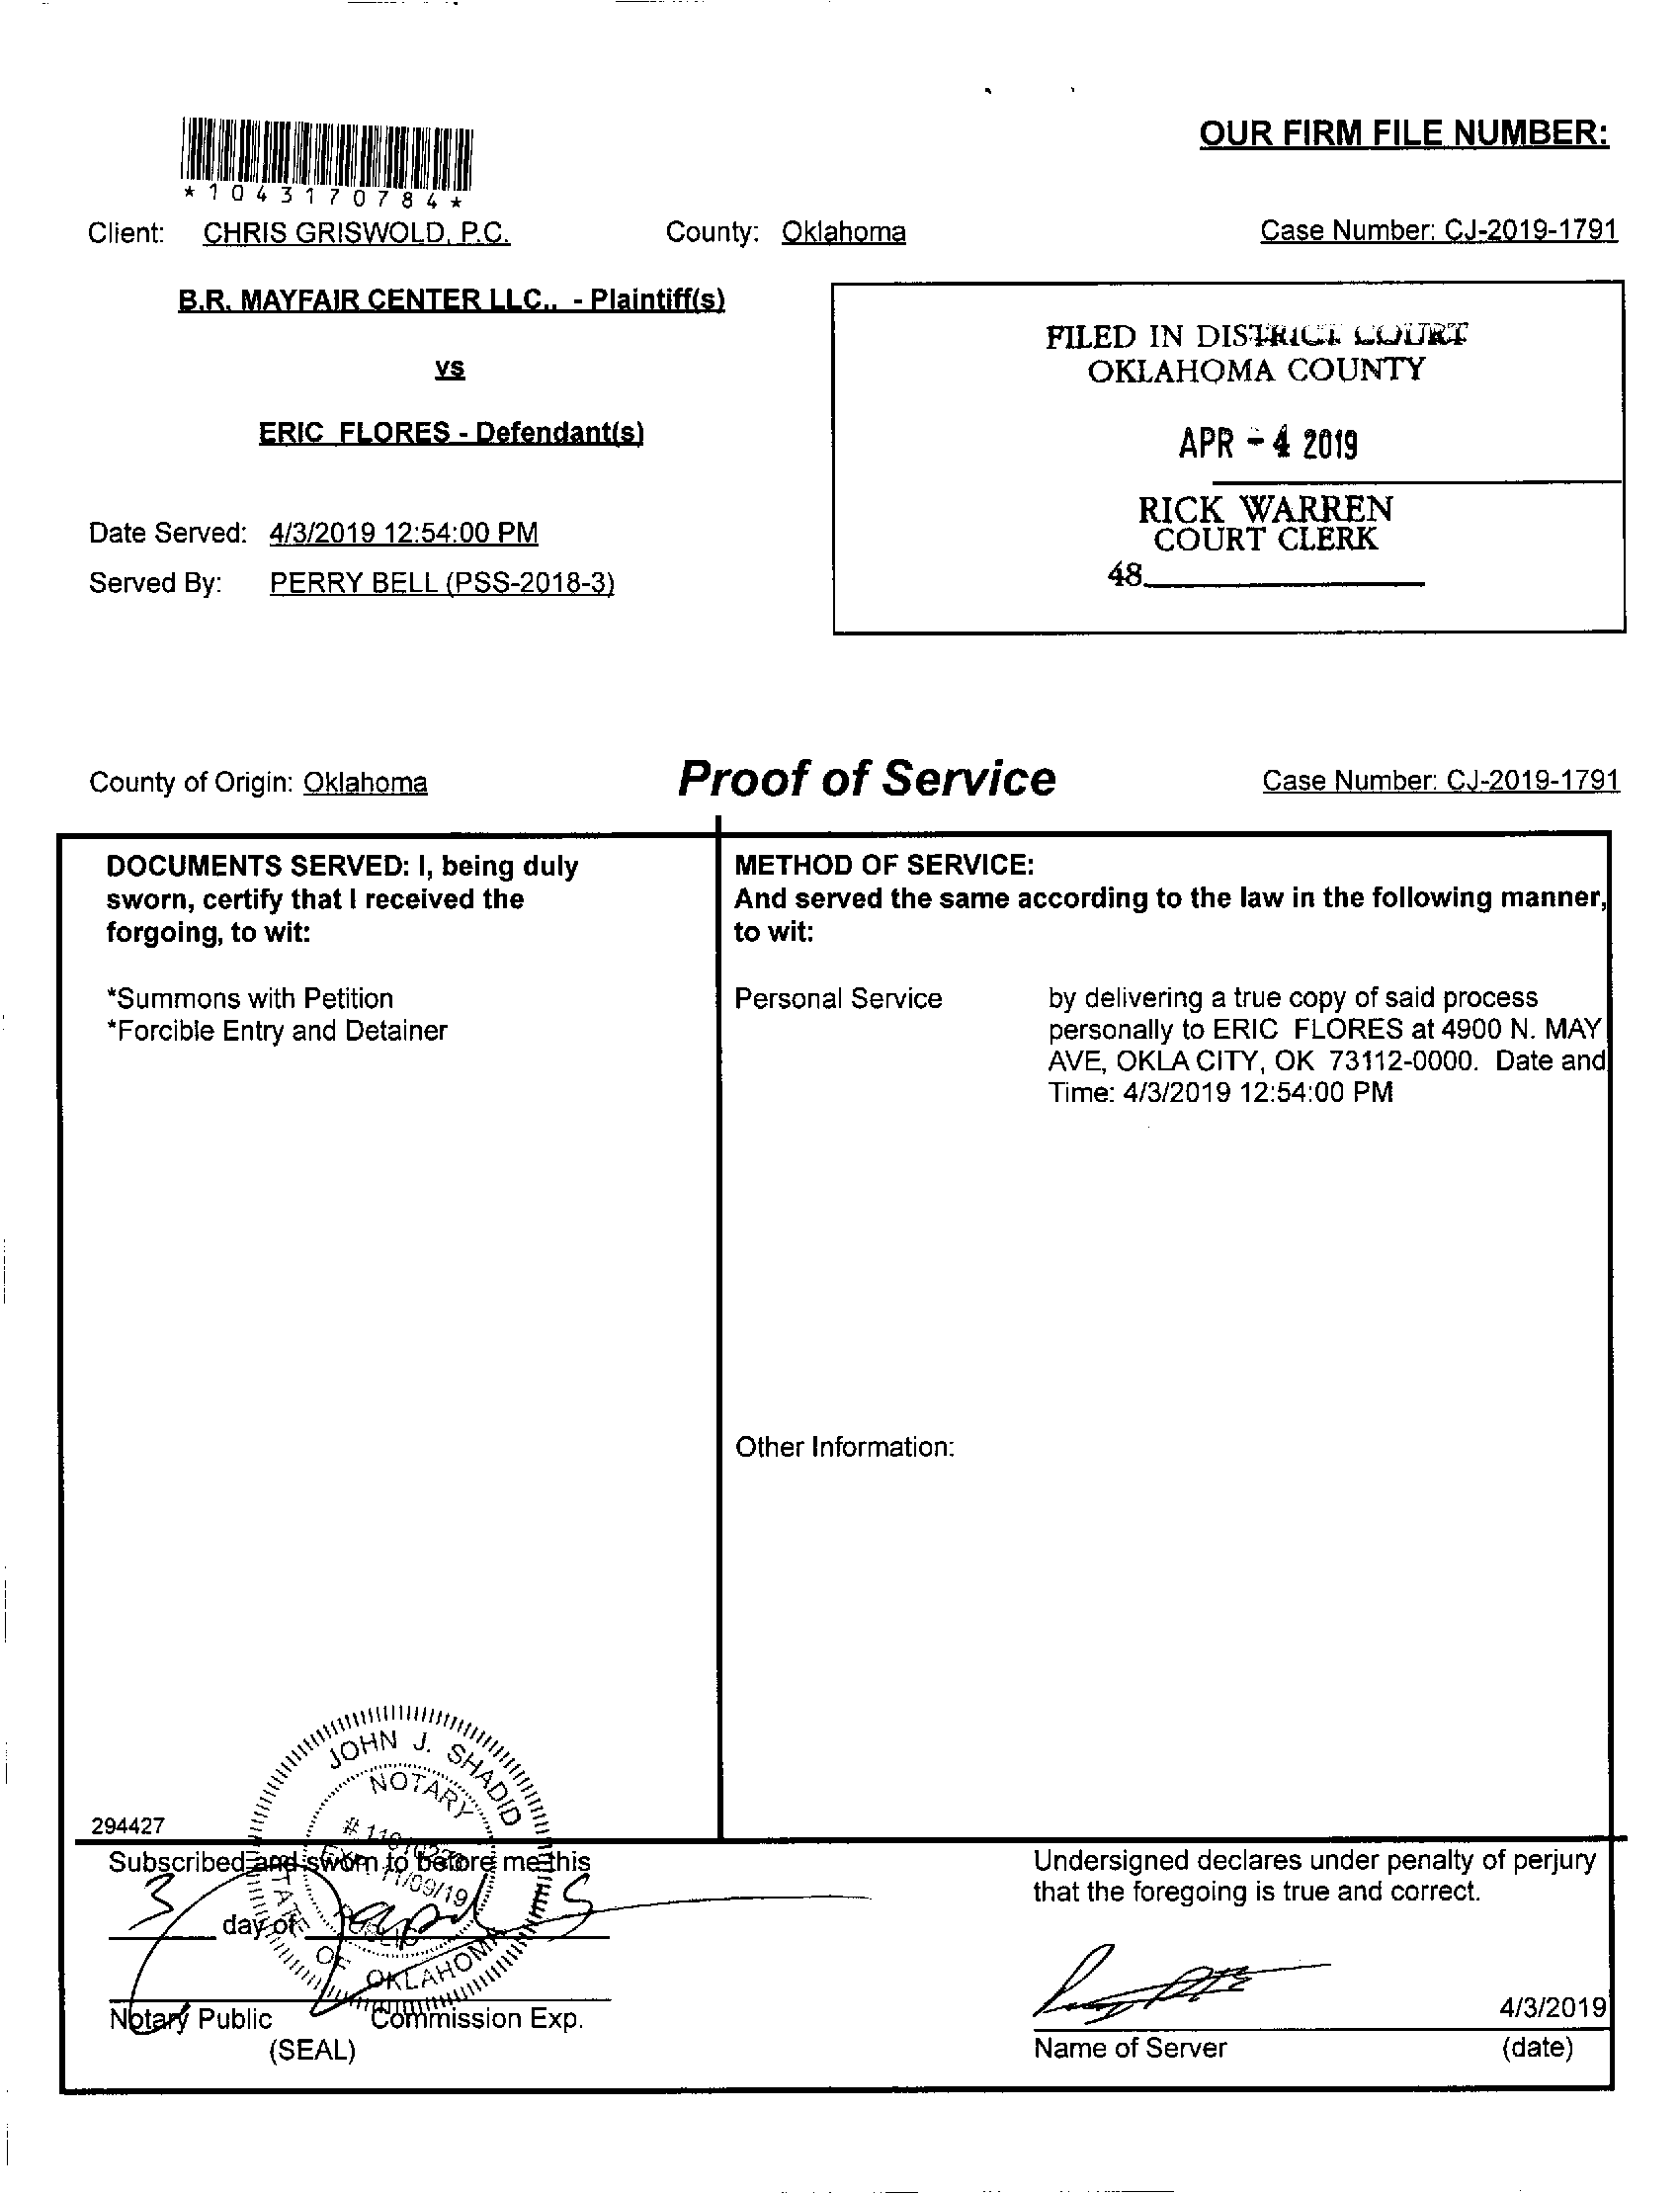 OUR FIRM FILE NUMBER:
*1043170784*
Client: CHRIS GRISWOLD, P.C. County: Oklahoma Case Number: CJ-2019-1791
B.R. MAYFAIR CENTER LLC., - Plaintiff(s)
vs
ERIC FLORES - Defendant(s)
Date Served: 4/3/2019 12:54:00 PM
Served By: PERRY BELL (PSS-2018-3)
FILED IN DISTRICT COURT
OKLAHOMA COUNTY
APR - 4 2019
RICK WARREN
COURT CLERK
48
County of Origin: Oklahoma Proof of Service Case Number: CJ-2019-1791
DOCUMENTS SERVED: I, being duly
sworn, certify that I received the
forgoing, to wit:
*Summons with Petition
*Forcible Entry and Detainer
METHOD OF SERVICE:
And served the same according to the law in the following manner,
to wit:
Personal Service by delivering a true copy of said process
personally to ERIC FLORES at 4900 N. MAY
AVE, OKLA CITY, OK 73112-0000. Date and
Time: 4/3/2019 12:54:00 PM
Other Information:
294427
JOHN J. SHADID
NOTARY
EXP. 11/09/19
PUBLIC
STATE OF OKLAHOMA
Subscribed and sworn to before me this
3 day of April
Notary Public Commission Exp.
(SEAL)
Undersigned declares under penalty of perjury
that the foregoing is true and correct.
4/3/2019
Name of Server (date)